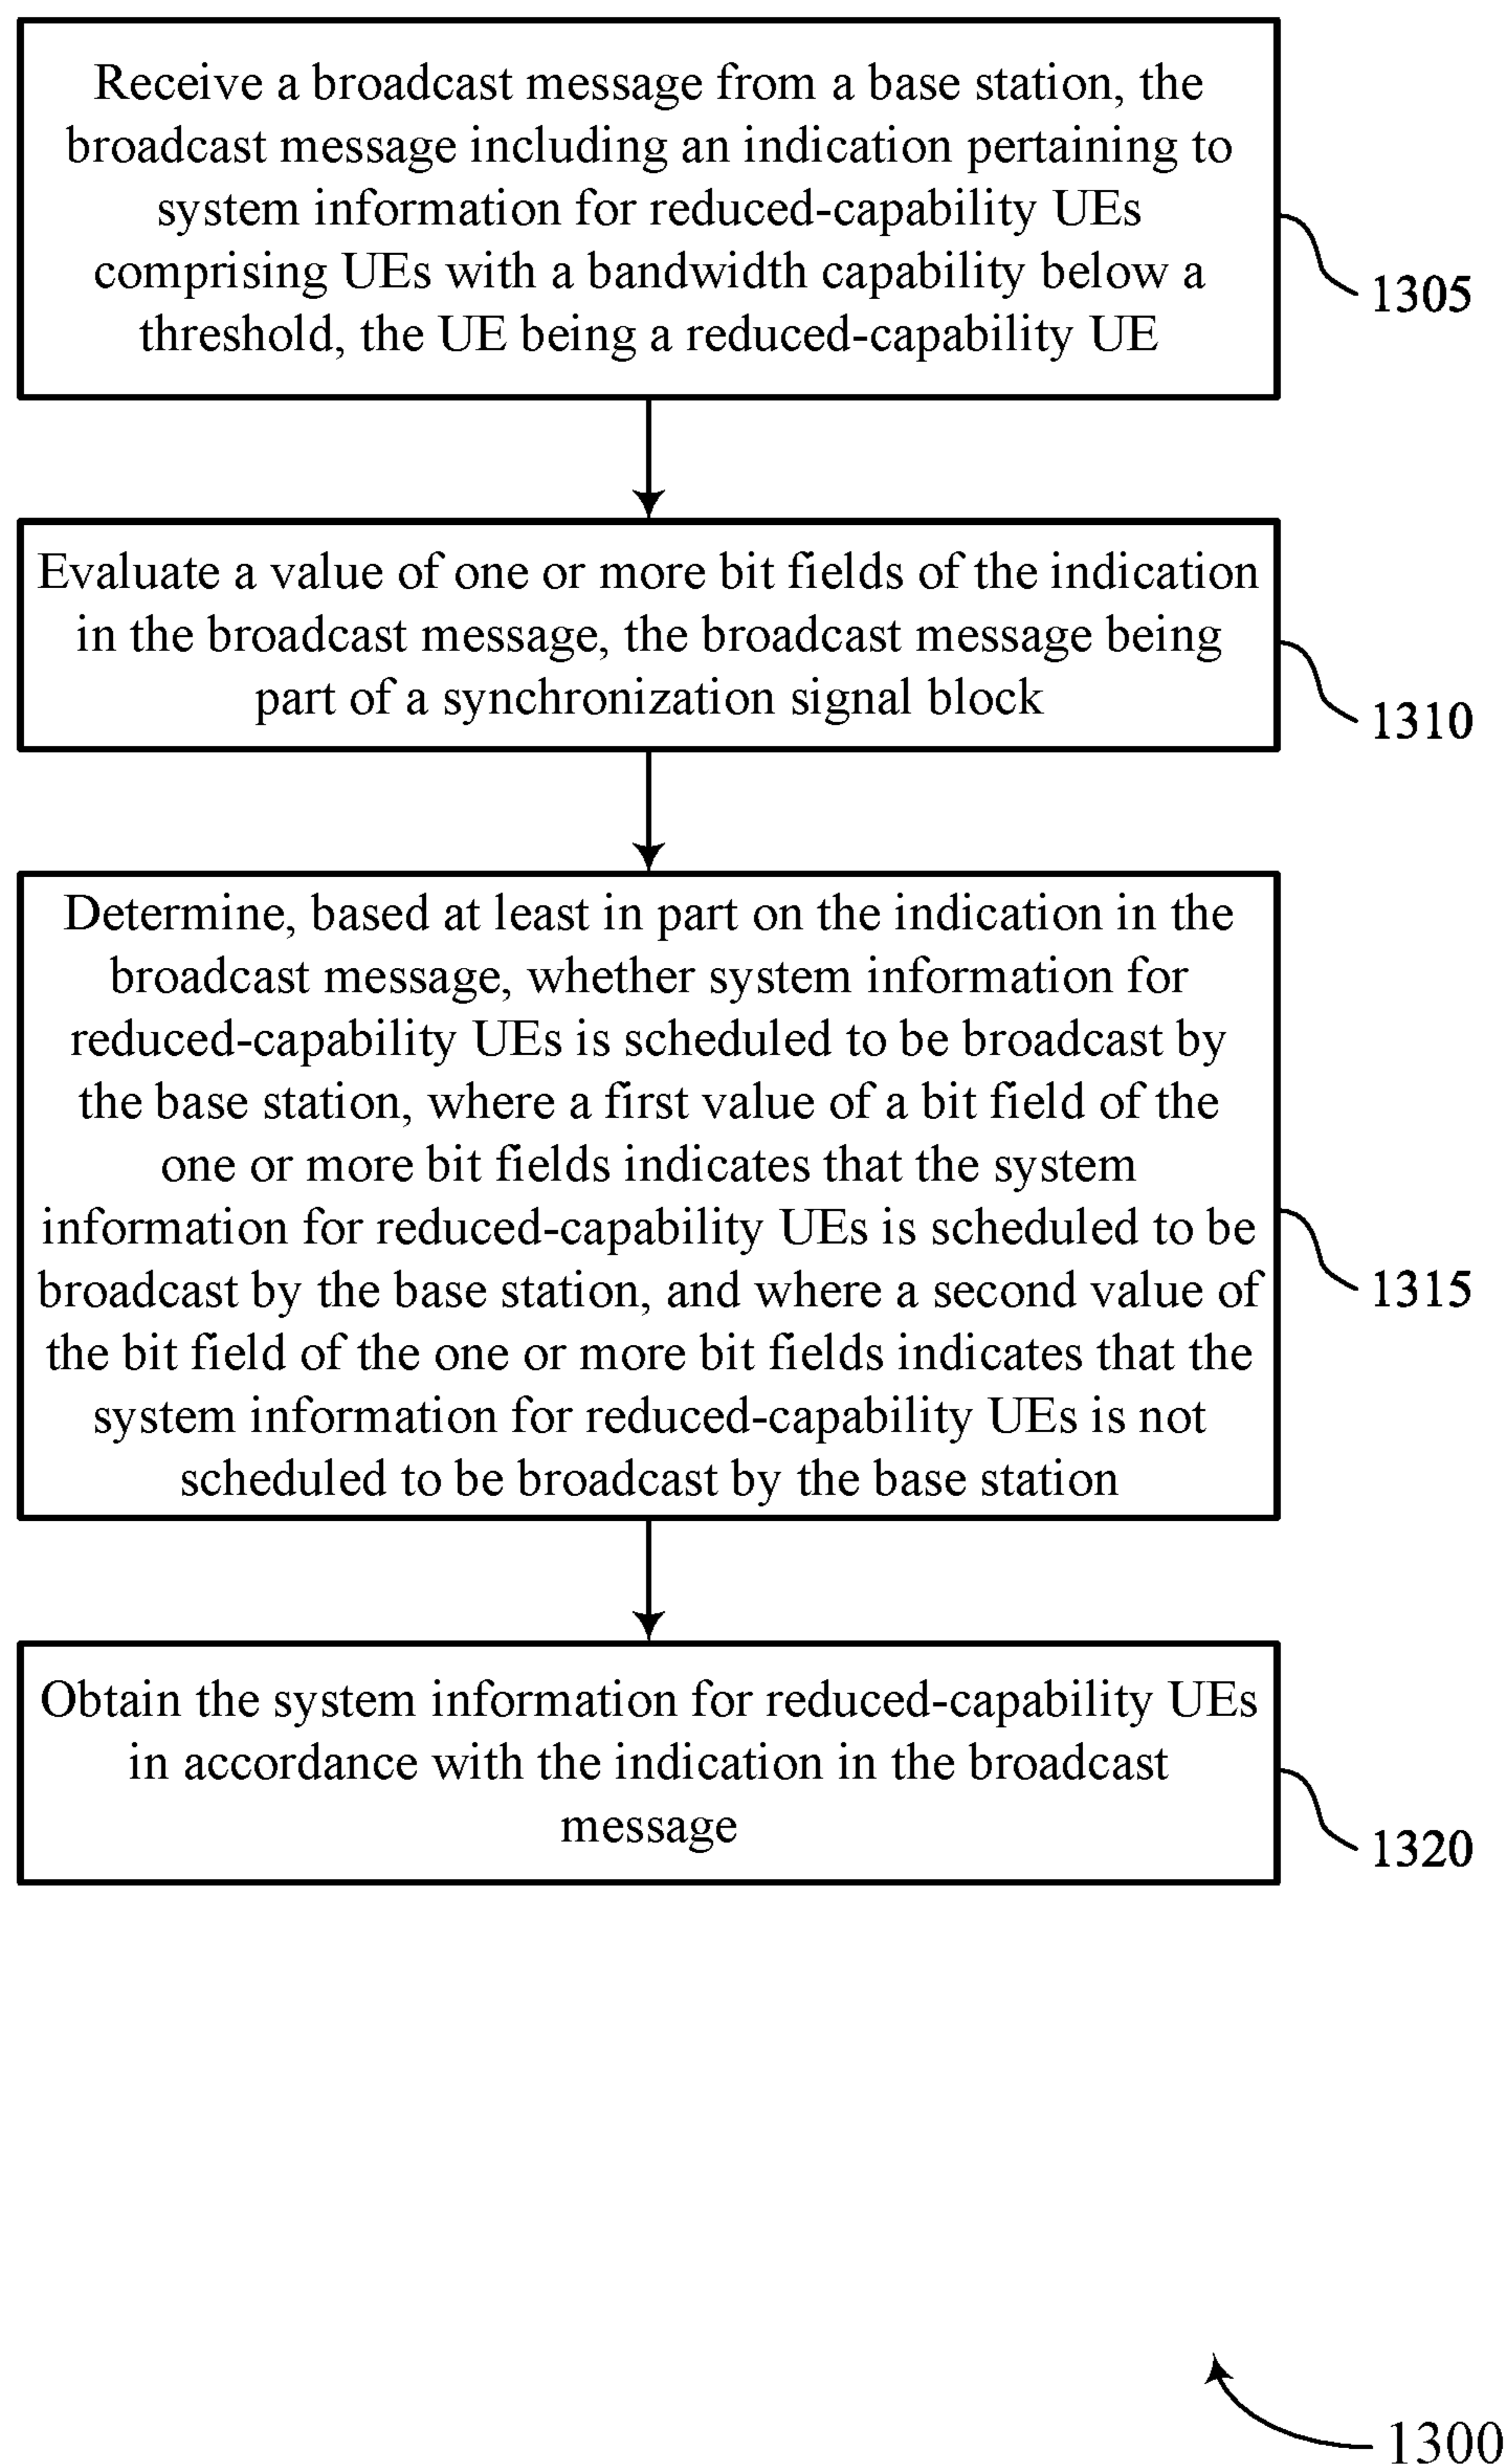 Receive a broadcast message from a base station, the
broadcast message including an indication pertaining to
system information for reduced-capability UEs
comprising UEs with a bandwidth capability below a
threshold, the UE being a reduced-capability UE
1305
Evaluate a value of one or more bit fields of the indication
in the broadcast message, the broadcast message being
part of a synchronization signal block
1310
Determine, based at least in part on the indication in the
broadcast message, whether system information for
reduced-capability UEs is scheduled to be broadcast by
the base station, where a first value of a bit field of the
one or more bit fields indicates that the system
information for reduced-capability UEs is scheduled to be
broadcast by the base station, and where a second value of
the bit field of the one or more bit fields indicates that the
system information for reduced-capability UEs is not
scheduled to be broadcast by the base station
1315
Obtain the system information for reduced-capability UEs
in accordance with the indication in the broadcast
message
1320
1300